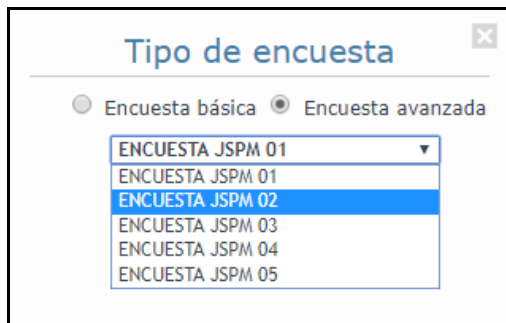 Tipo de encuesta
Encuesta básica Encuesta avanzada
ENCUESTA JSPM 01
ENCUESTA JSPM 01
ENCUESTA JSPM 02
ENCUESTA JSPM 03
ENCUESTA JSPM 04
ENCUESTA JSPM 05